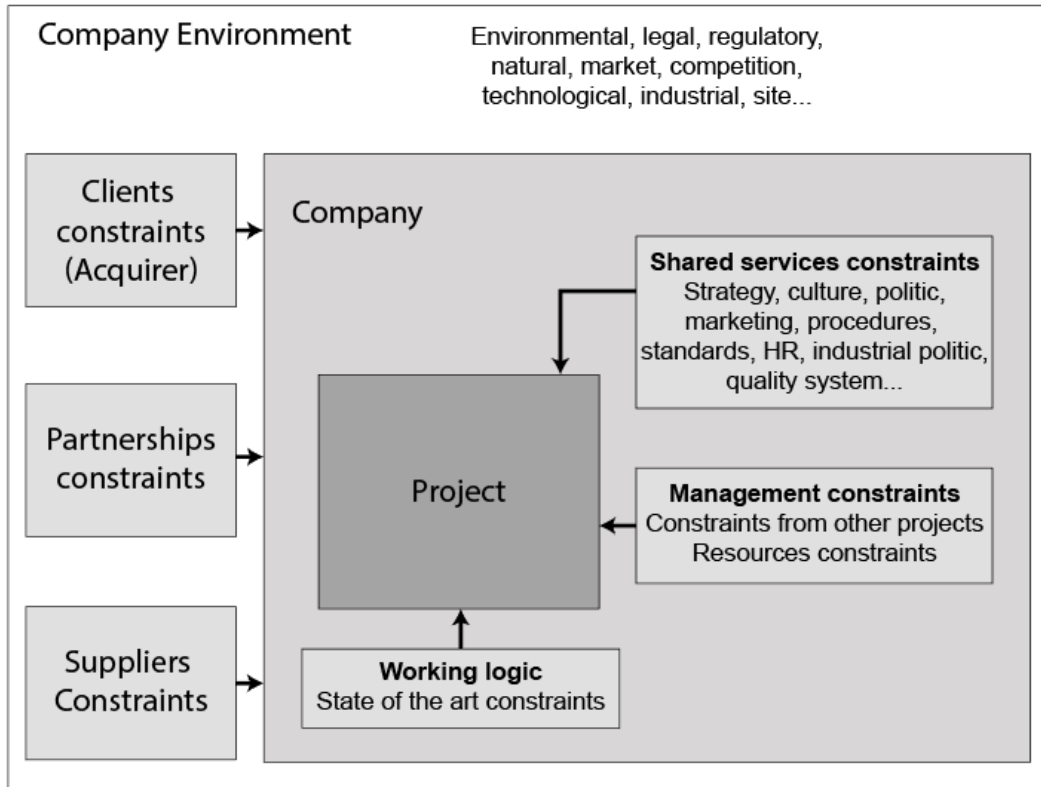 Company Environment
Environmental, legal, regulatory,
natural, market, competition,
technological, industrial, site...
Clients
constraints
(Acquirer)
Company
Shared services constraints
Strategy, culture, politic,
marketing, procedures,
standards, HR, industrial politic,
quality system...
Partnerships
constraints
Project
Management constraints
Constraints from other projects
Resources constraints
Suppliers
Constraints
Working logic
State of the art constraints